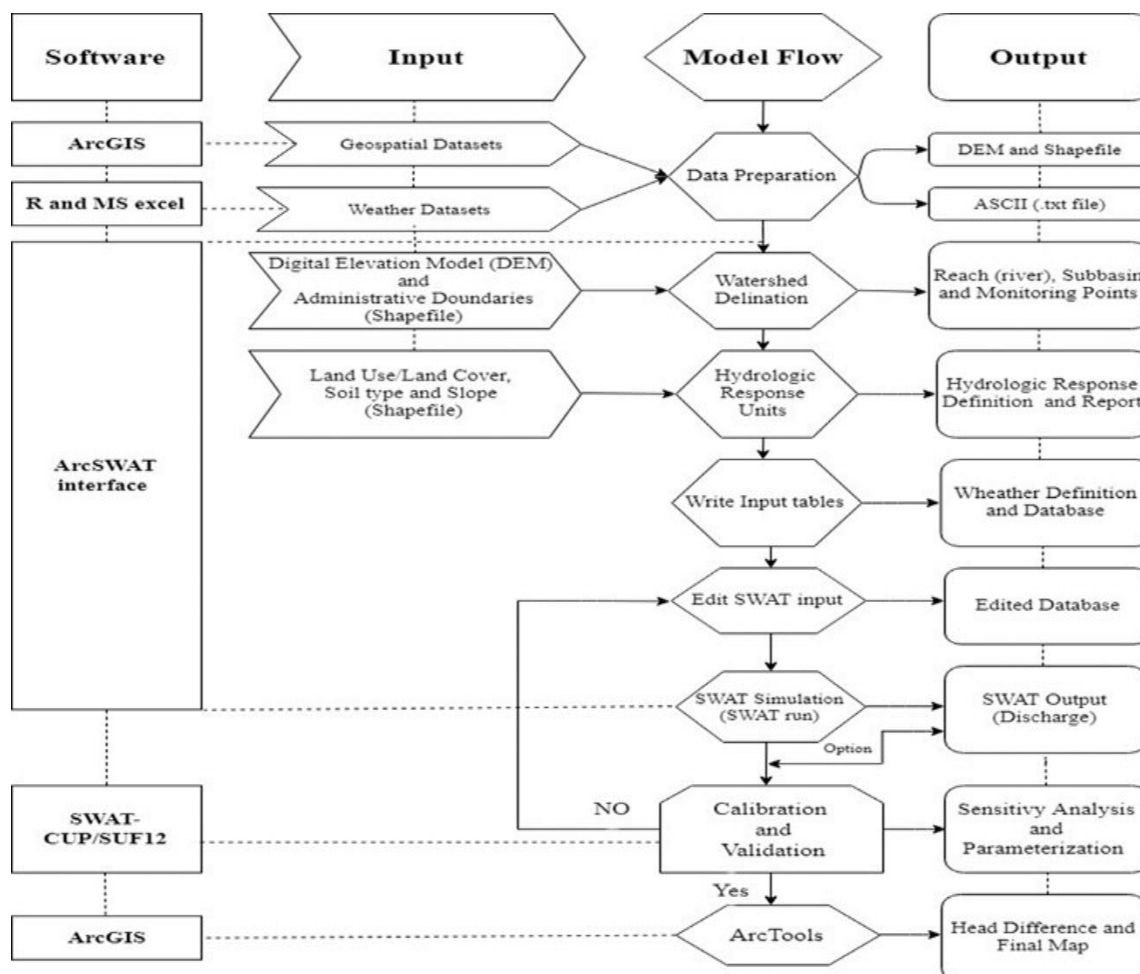 Software
Input
Model Flow
Output
ArcGIS
Geospatial Datasets
Data Preparation
DEM and Shapefile
R and MS excel
Weather Datasets
ASCII (.txt file)
Digital Elevation Model (DEM)
and
Administrative Doundaries
(Shapefile)
Watershed
Delination
Reach (river), Subbasin
and Monitoring Points
Land Use/Land Cover,
Soil type and Slope
(Shapefile)
Hydrologic
Response
Units
Hydrologic Response
Definition and Report
ArcSWAT
interface
Write Input tables
Wheather Definition
and Database
Edit SWAT input
Edited Database
SWAT Simulation
(SWAT run)
SWAT Output
(Discharge)
Option
SWAT-
CUP/SUF12
NO
Calibration
and
Validation
Sensitivy Analysis
and
Parameterization
Yes
ArcGIS
ArcTools
Head Difference and
Final Map